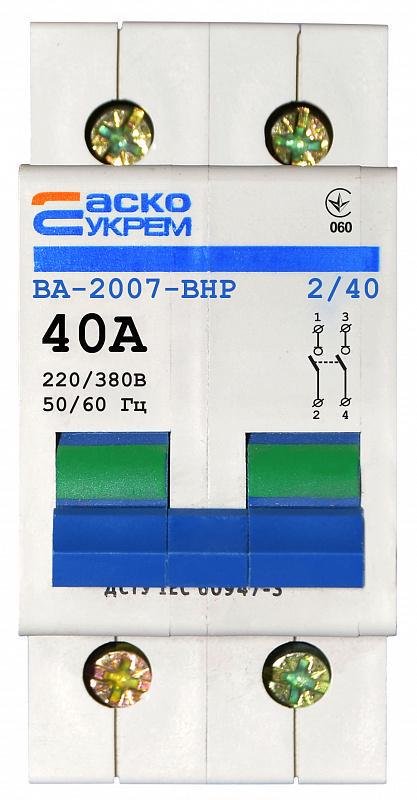 аско
УКРЕМ
060
ВА-2007-ВНР 2/40
40А
220/380В
50/60 Гц
1 3
2 4
ДСТУ IEC 60947-3